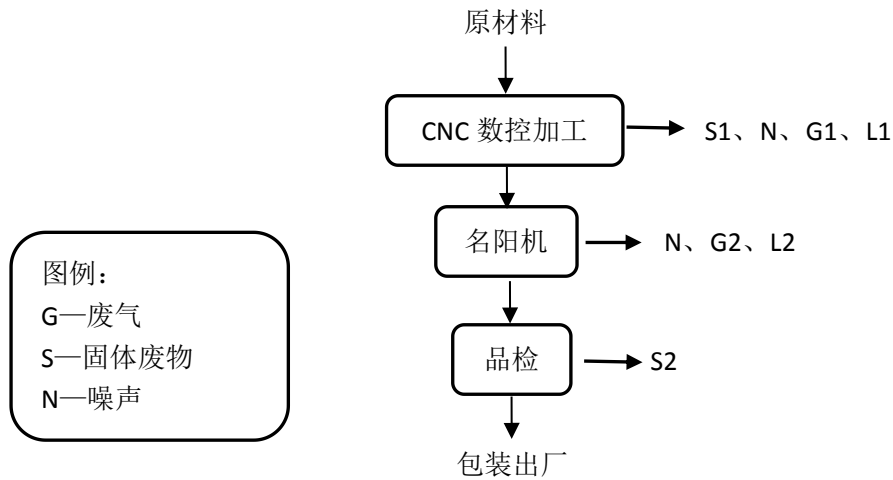 原材料
CNC 数控加工
S1、N、G1、L1
名阳机
N、G2、L2
图例：
G—废气
S—固体废物
N—噪声
品检
S2
包装出厂